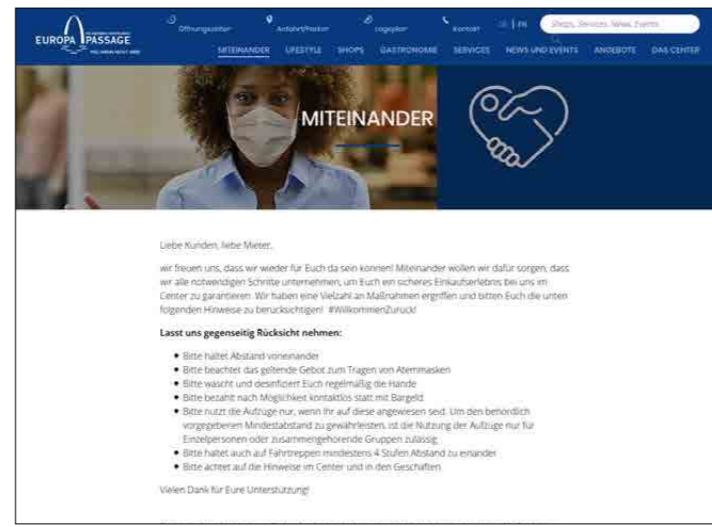 Öffnungszeiten Anfahrt/Parken Lageplan Kontakt DE | EN Shops, Services, News, Events
EUROPA PASSAGE
MITEINANDER LIFESTYLE SHOPS GASTRONOMIE SERVICES NEWS UND EVENTS ANGEBOTE DAS CENTER
MITEINANDER
Liebe Kunden, liebe Mieter,
wir freuen uns, dass wir wieder für Euch da sein können! Miteinander wollen wir dafür sorgen, dass
wir alle notwendigen Schritte unternehmen, um Euch ein sicheres Einkaufserlebnis bei uns im
Center zu garantieren. Wir haben eine Vielzahl an Maßnahmen ergriffen und bitten Euch die unten
folgenden Hinweise zu berücksichtigen! #WillkommenZurück!
Lasst uns gegenseitig Rücksicht nehmen:
• Bitte haltet Abstand voneinander
• Bitte beachtet das geltende Gebot zum Tragen von Atemmasken
• Bitte wascht und desinfiziert Euch regelmäßig die Hände
• Bitte bezahlt nach Möglichkeit kontaktlos statt mit Bargeld
• Bitte nutzt die Aufzüge nur, wenn Ihr auf diese angewiesen seid. Um den behördlich
vorgegebenen Mindestabstand zu gewährleisten, ist die Nutzung der Aufzüge nur für
Einzelpersonen oder zusammengehörende Gruppen zulässig
• Bitte haltet auch auf Fahrtreppen mindestens 4 Stufen Abstand zu einander
• Bitte achtet auf die Hinweise im Center und in den Geschäften
Vielen Dank für Eure Unterstützung!